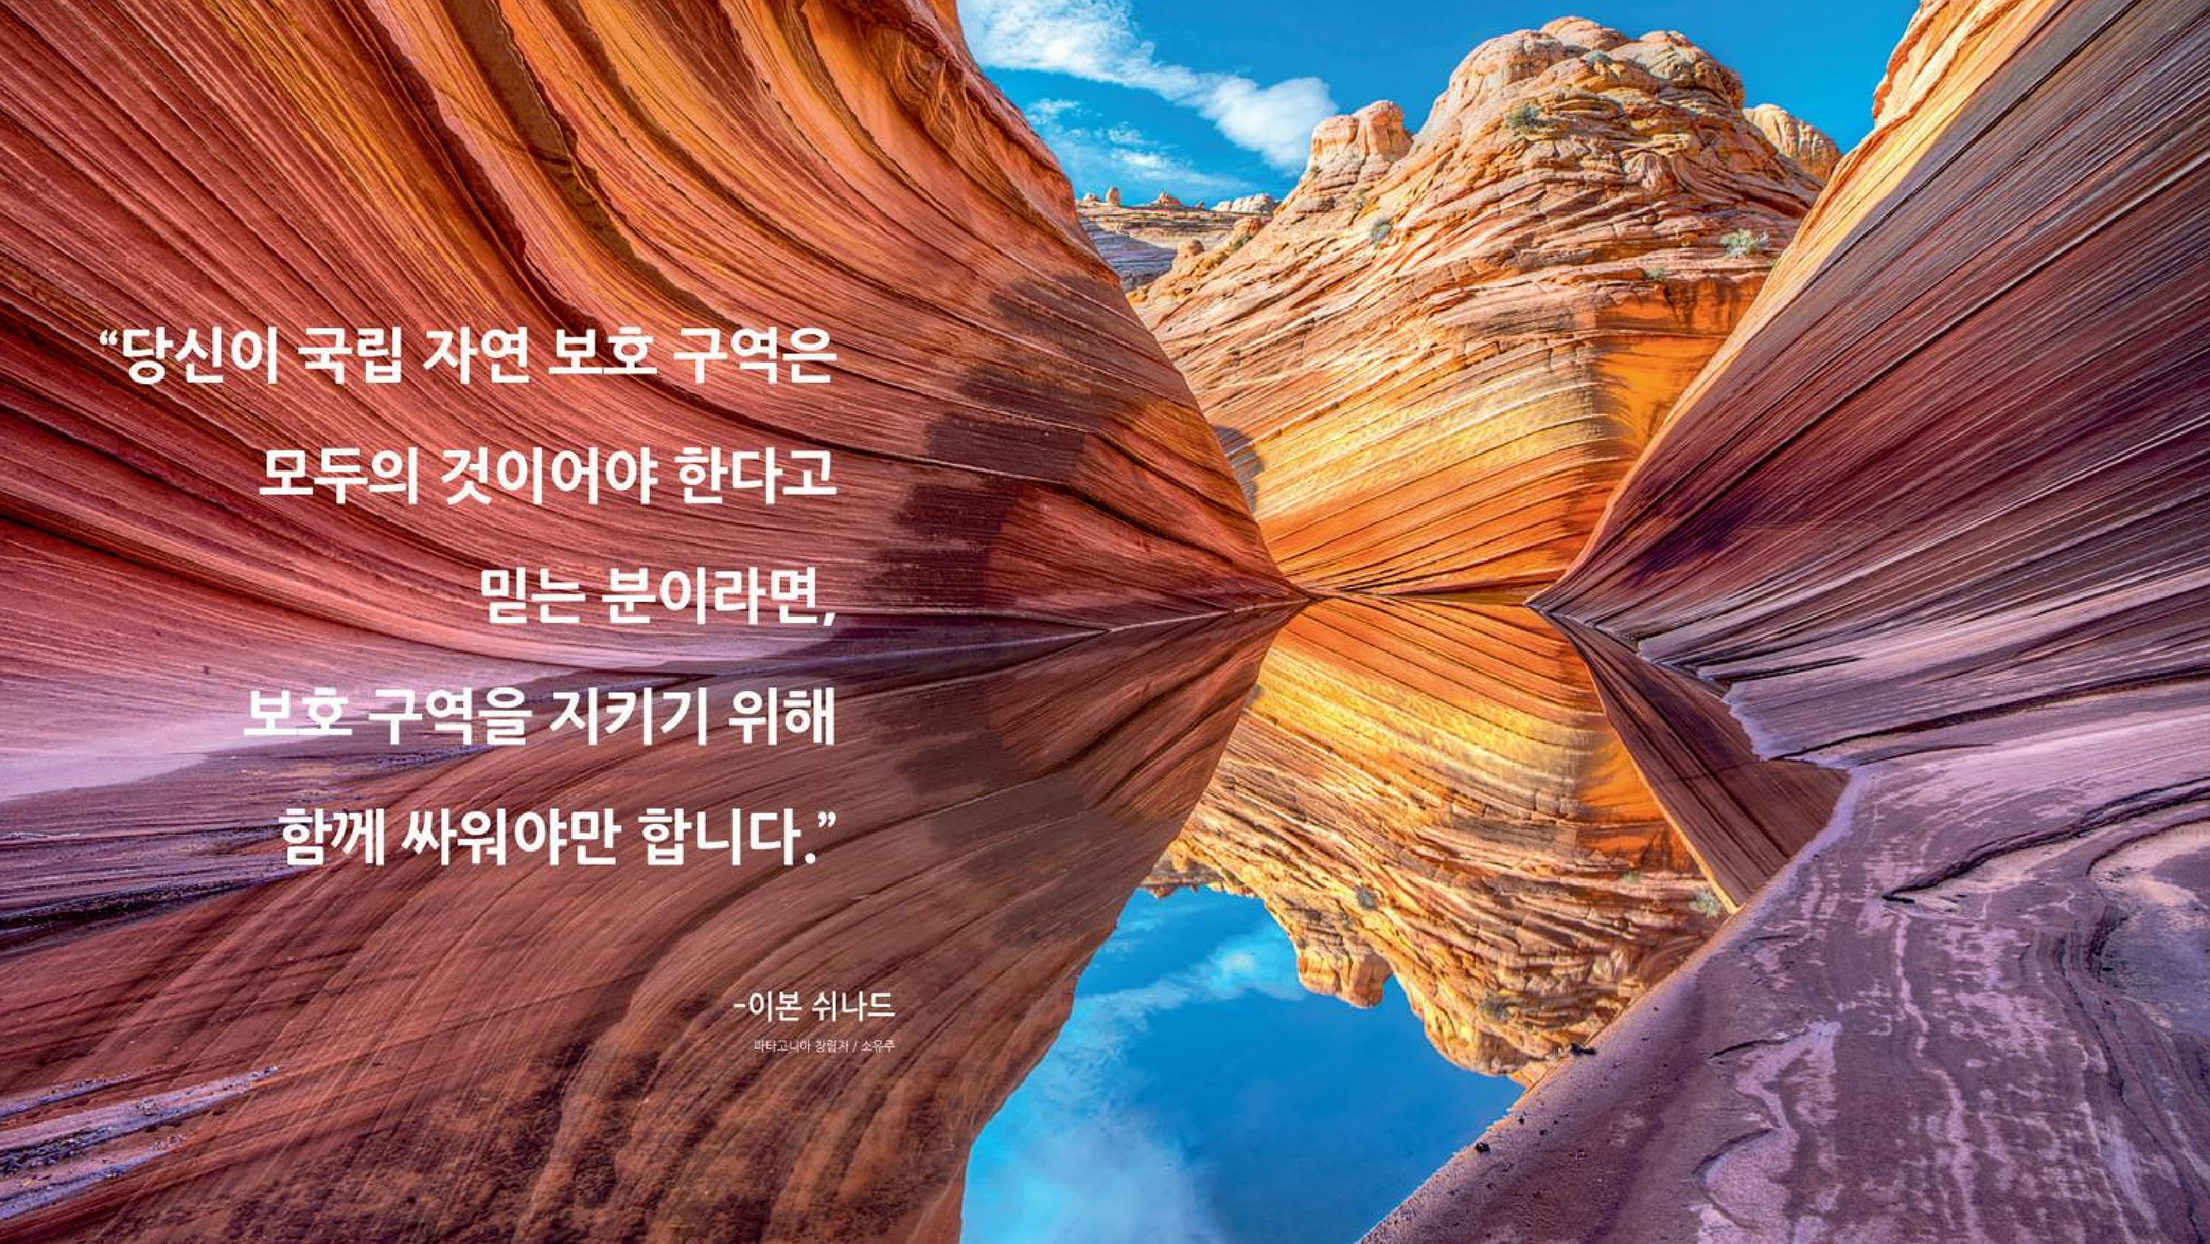 “당신이 국립 자연 보호 구역은
모두의 것이어야 한다고
믿는 분이라면,
보호 구역을 지키기 위해
함께 싸워야만 합니다.”
-이본 쉬나드
파타고니아 창립자 / 소유주